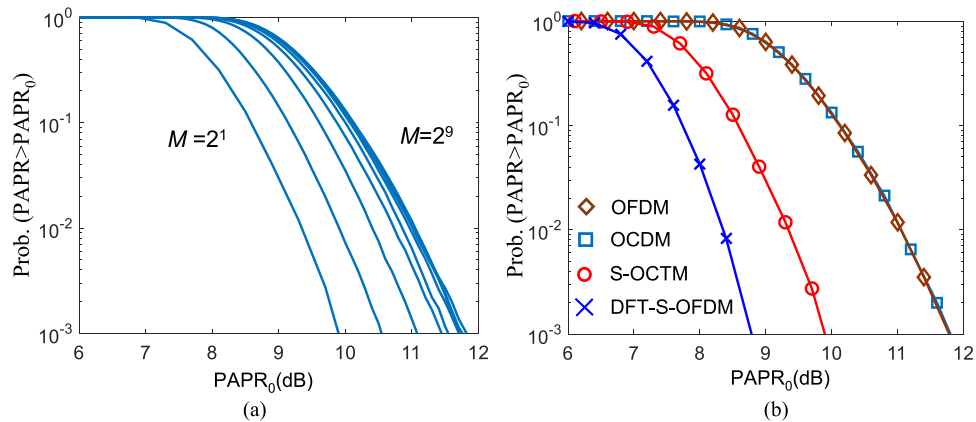 10^0
10^-1
10^-2
10^-3
Prob. (PAPR>PAPR_0)
M =2^1
M=2^9
6 7 8 9 10 11 12
PAPR_0(dB)
(a)
10^0
10^-1
10^-2
10^-3
Prob. (PAPR>PAPR_0)
OFDM
OCDM
S-OCTM
DFT-S-OFDM
6 7 8 9 10 11 12
PAPR_0(dB)
(b)